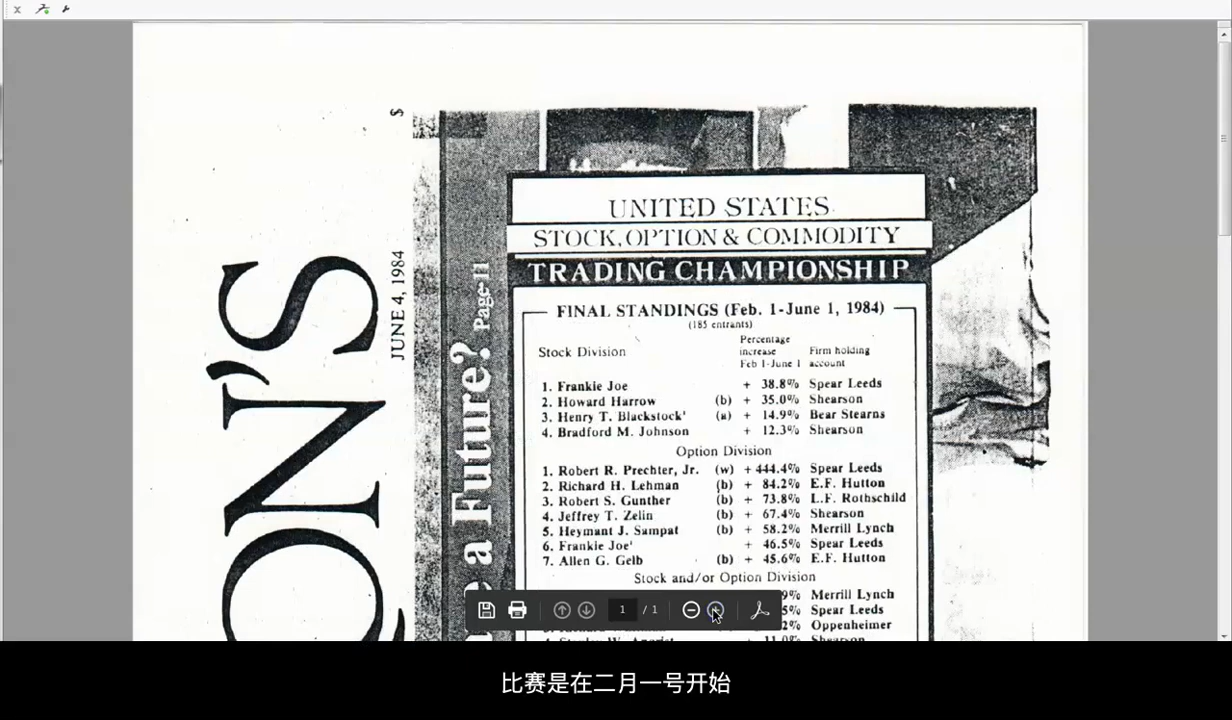 $
JUNE 4, 1984
ON'S
e a Future? Page 11
UNITED STATES
STOCK, OPTION & COMMODITY
TRADING CHAMPIONSHIP
FINAL STANDINGS (Feb. 1-June 1, 1984)
(185 entrants)
Stock Division Percentage increase Feb 1-June 1 Firm holding account
1. Frankie Joe + 38.8% Spear Leeds
2. Howard Harrow (b) + 35.0% Shearson
3. Henry T. Blackstock¹ (a) + 14.9% Bear Stearns
4. Bradford M. Johnson + 12.3% Shearson
Option Division
1. Robert R. Prechter, Jr. (w) + 444.4% Spear Leeds
2. Richard H. Lehman (b) + 84.2% E.F. Hutton
3. Robert S. Gunther (b) + 73.8% L.F. Rothschild
4. Jeffrey T. Zelin (b) + 67.4% Shearson
5. Heymant J. Sampat (b) + 58.2% Merrill Lynch
6. Frankie Joe¹ + 46.5% Spear Leeds
7. Allen G. Gelb (b) + 45.6% E.F. Hutton
Stock and/or Option Division
9% Merrill Lynch
5% Spear Leeds
2% Oppenheimer
1 / 1
比赛是在二月一号开始